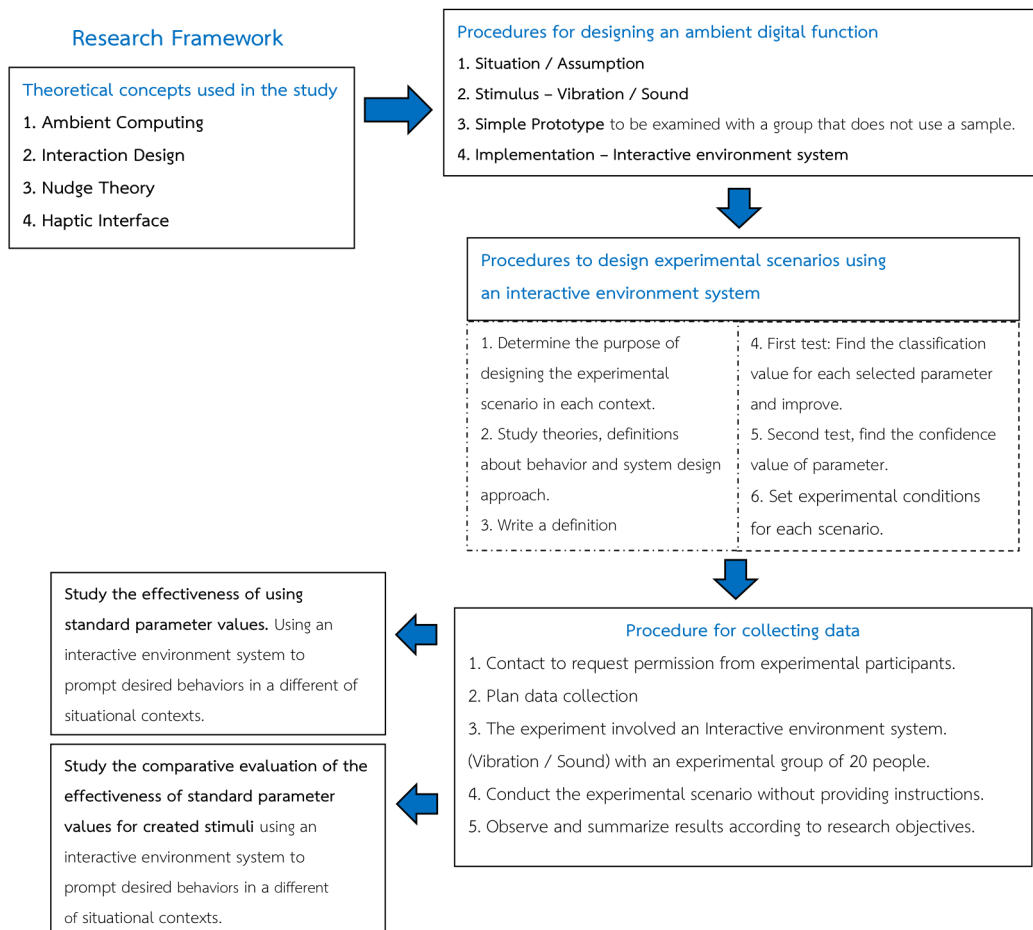 Research Framework
Theoretical concepts used in the study
1. Ambient Computing
2. Interaction Design
3. Nudge Theory
4. Haptic Interface
Procedures for designing an ambient digital function
1. Situation / Assumption
2. Stimulus – Vibration / Sound
3. Simple Prototype to be examined with a group that does not use a sample.
4. Implementation – Interactive environment system
Procedures to design experimental scenarios using
an interactive environment system
1. Determine the purpose of
designing the experimental
scenario in each context.
2. Study theories, definitions
about behavior and system design
approach.
3. Write a definition
4. First test: Find the classification
value for each selected parameter
and improve.
5. Second test, find the confidence
value of parameter.
6. Set experimental conditions
for each scenario.
Procedure for collecting data
1. Contact to request permission from experimental participants.
2. Plan data collection
3. The experiment involved an Interactive environment system.
(Vibration / Sound) with an experimental group of 20 people.
4. Conduct the experimental scenario without providing instructions.
5. Observe and summarize results according to research objectives.
Study the effectiveness of using
standard parameter values. Using an
interactive environment system to
prompt desired behaviors in a different of
situational contexts.
Study the comparative evaluation of the
effectiveness of standard parameter
values for created stimuli using an
interactive environment system to
prompt desired behaviors in a different
of situational contexts.